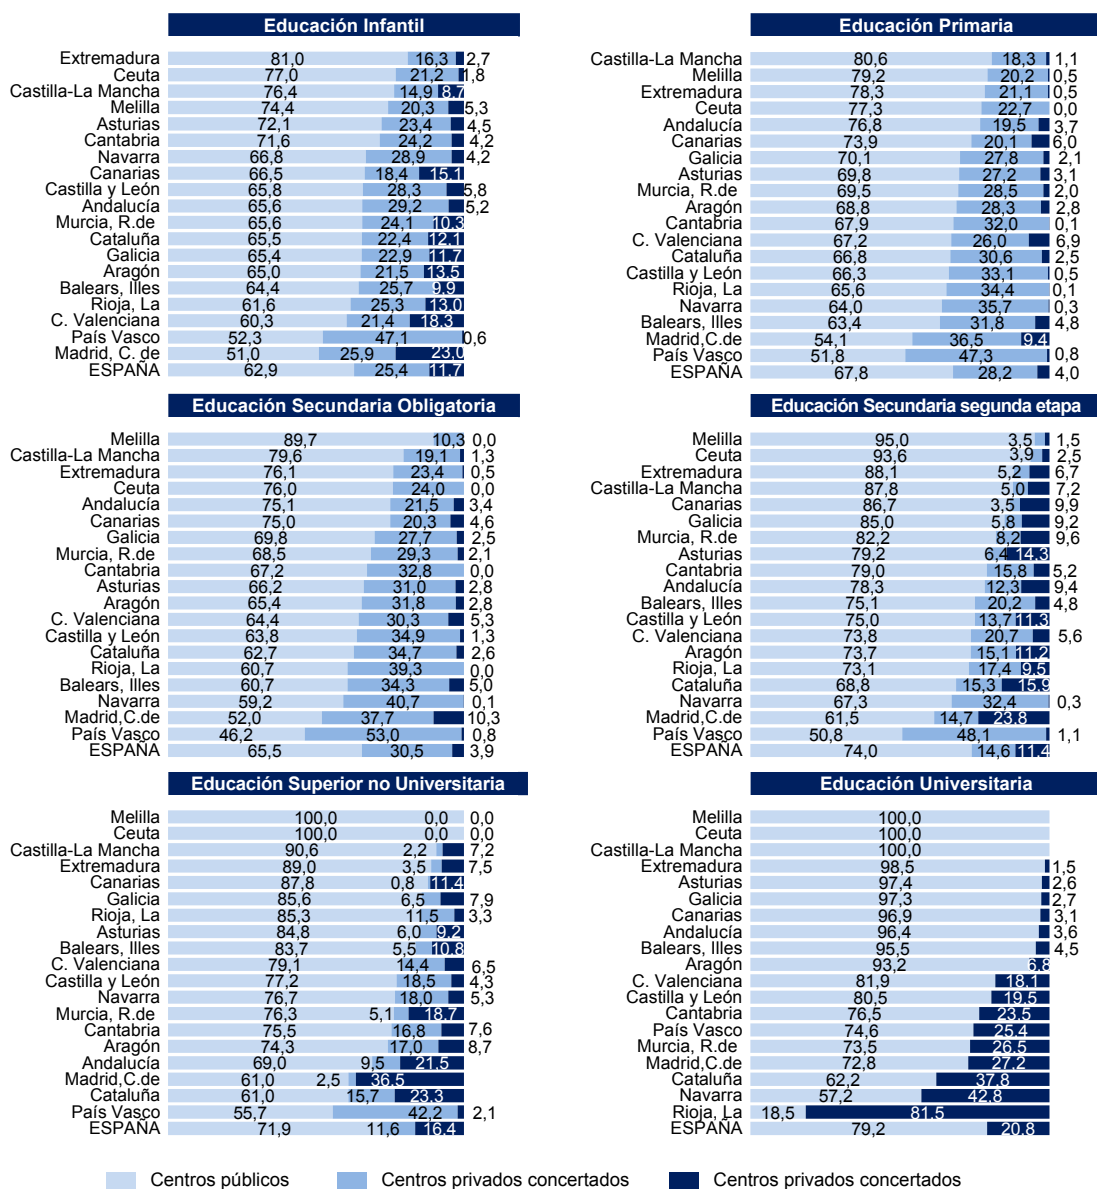 Educación Infantil
Extremadura 81,0 16,3 2,7
Ceuta 77,0 21,2 1,8
Castilla-La Mancha 76,4 14,9 8,7
Melilla 74,4 20,3 5,3
Asturias 72,1 23,4 4,5
Cantabria 71,6 24,2 4,2
Navarra 66,8 28,9 4,2
Canarias 66,5 18,4 15,1
Castilla y León 65,8 28,3 5,8
Andalucía 65,6 29,2 5,2
Murcia, R.de 65,6 24,1 10,3
Cataluña 65,5 22,4 12,1
Galicia 65,4 22,9 11,7
Aragón 65,0 21,5 13,5
Balears, Illes 64,4 25,7 9,9
Rioja, La 61,6 25,3 13,0
C. Valenciana 60,3 21,4 18,3
País Vasco 52,3 47,1 0,6
Madrid, C. de 51,0 25,9 23,0
ESPAÑA 62,9 25,4 11,7
Educación Primaria
Castilla-La Mancha 80,6 18,3 1,1
Melilla 79,2 20,2 0,5
Extremadura 78,3 21,1 0,5
Ceuta 77,3 22,7 0,0
Andalucía 76,8 19,5 3,7
Canarias 73,9 20,1 6,0
Galicia 70,1 27,8 2,1
Asturias 69,8 27,2 3,1
Murcia, R.de 69,5 28,5 2,0
Aragón 68,8 28,3 2,8
Cantabria 67,9 32,0 0,1
C. Valenciana 67,2 26,0 6,9
Cataluña 66,8 30,6 2,5
Castilla y León 66,3 33,1 0,5
Rioja, La 65,6 34,4 0,1
Navarra 64,0 35,7 0,3
Balears, Illes 63,4 31,8 4,8
Madrid,C.de 54,1 36,5 9,4
País Vasco 51,8 47,3 0,8
ESPAÑA 67,8 28,2 4,0
Educación Secundaria Obligatoria
Melilla 89,7 10,3 0,0
Castilla-La Mancha 79,6 19,1 1,3
Extremadura 76,1 23,4 0,5
Ceuta 76,0 24,0 0,0
Andalucía 75,1 21,5 3,4
Canarias 75,0 20,3 4,6
Galicia 69,8 27,7 2,5
Murcia, R.de 68,5 29,3 2,1
Cantabria 67,2 32,8 0,0
Asturias 66,2 31,0 2,8
Aragón 65,4 31,8 2,8
C. Valenciana 64,4 30,3 5,3
Castilla y León 63,8 34,9 1,3
Cataluña 62,7 34,7 2,6
Rioja, La 60,7 39,3 0,0
Balears, Illes 60,7 34,3 5,0
Navarra 59,2 40,7 0,1
Madrid,C.de 52,0 37,7 10,3
País Vasco 46,2 53,0 0,8
ESPAÑA 65,5 30,5 3,9
Educación Secundaria segunda etapa
Melilla 95,0 3,5 1,5
Ceuta 93,6 3,9 2,5
Extremadura 88,1 5,2 6,7
Castilla-La Mancha 87,8 5,0 7,2
Canarias 86,7 3,5 9,9
Galicia 85,0 5,8 9,2
Murcia, R.de 82,2 8,2 9,6
Asturias 79,2 6,4 14,3
Cantabria 79,0 15,8 5,2
Andalucía 78,3 12,3 9,4
Balears, Illes 75,1 20,2 4,8
Castilla y León 75,0 13,7 11,3
C. Valenciana 73,8 20,7 5,6
Aragón 73,7 15,1 11,2
Rioja, La 73,1 17,4 9,5
Cataluña 68,8 15,3 15,9
Navarra 67,3 32,4 0,3
Madrid,C.de 61,5 14,7 23,8
País Vasco 50,8 48,1 1,1
ESPAÑA 74,0 14,6 11,4
Educación Superior no Universitaria
Melilla 100,0 0,0 0,0
Ceuta 100,0 0,0 0,0
Castilla-La Mancha 90,6 2,2 7,2
Extremadura 89,0 3,5 7,5
Canarias 87,8 0,8 11,4
Galicia 85,6 6,5 7,9
Rioja, La 85,3 11,5 3,3
Asturias 84,8 6,0 9,2
Balears, Illes 83,7 5,5 10,8
C. Valenciana 79,1 14,4 6,5
Castilla y León 77,2 18,5 4,3
Navarra 76,7 18,0 5,3
Murcia, R.de 76,3 5,1 18,7
Cantabria 75,5 16,8 7,6
Aragón 74,3 17,0 8,7
Andalucía 69,0 9,5 21,5
Madrid,C.de 61,0 2,5 36,5
Cataluña 61,0 15,7 23,3
País Vasco 55,7 42,2 2,1
ESPAÑA 71,9 11,6 16,4
Educación Universitaria
Melilla 100,0
Ceuta 100,0
Castilla-La Mancha 100,0
Extremadura 98,5 1,5
Asturias 97,4 2,6
Galicia 97,3 2,7
Canarias 96,9 3,1
Andalucía 96,4 3,6
Balears, Illes 95,5 4,5
Aragón 93,2 6,8
C. Valenciana 81,9 18,1
Castilla y León 80,5 19,5
Cantabria 76,5 23,5
País Vasco 74,6 25,4
Murcia, R.de 73,5 26,5
Madrid,C.de 72,8 27,2
Cataluña 62,2 37,8
Navarra 57,2 42,8
Rioja, La 18,5 81,5
ESPAÑA 79,2 20,8
Centros públicos Centros privados concertados Centros privados concertados